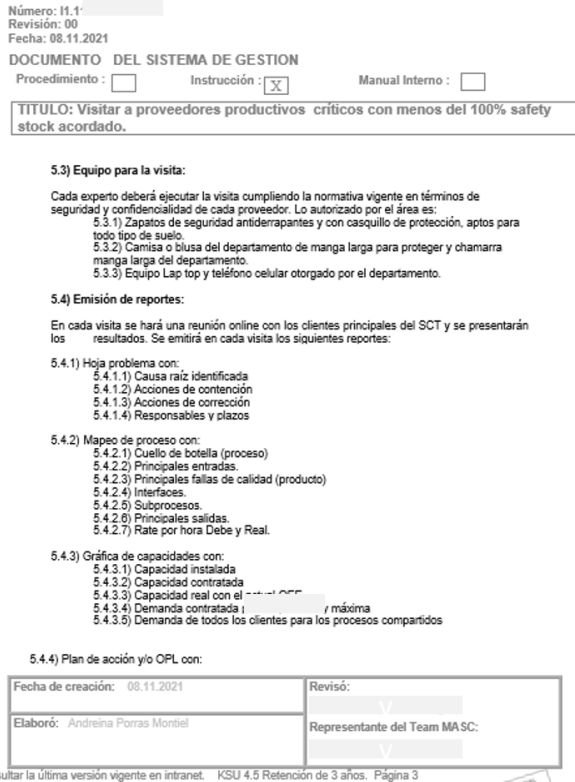 Número: I1.1
Revisión: 00
Fecha: 08.11.2021
DOCUMENTO DEL SISTEMA DE GESTION
Procedimiento : Instrucción : X Manual Interno :
TITULO: Visitar a proveedores productivos críticos con menos del 100% safety
stock acordado.
5.3) Equipo para la visita:
Cada experto deberá ejecutar la visita cumpliendo la normativa vigente en términos de
seguridad y confidencialidad de cada proveedor. Lo autorizado por el área es:
5.3.1) Zapatos de seguridad antiderrapantes y con casquillo de protección, aptos para
todo tipo de suelo.
5.3.2) Camisa o blusa del departamento de manga larga para proteger y chamarra
manga larga del departamento.
5.3.3) Equipo Lap top y teléfono celular otorgado por el departamento.
5.4) Emisión de reportes:
En cada visita se hará una reunión online con los clientes principales del SCT y se presentarán
los resultados. Se emitirá en cada visita los siguientes reportes:
5.4.1) Hoja problema con:
5.4.1.1) Causa raíz identificada
5.4.1.2) Acciones de contención
5.4.1.3) Acciones de corrección
5.4.1.4) Responsables y plazos
5.4.2) Mapeo de proceso con:
5.4.2.1) Cuello de botella (proceso)
5.4.2.2) Principales entradas.
5.4.2.3) Principales fallas de calidad (producto)
5.4.2.4) Interfaces.
5.4.2.5) Subprocesos.
5.4.2.6) Principales salidas.
5.4.2.7) Rate por hora Debe y Real.
5.4.3) Gráfica de capacidades con:
5.4.3.1) Capacidad instalada
5.4.3.2) Capacidad contratada
5.4.3.3) Capacidad real con el actual OEE
5.4.3.4) Demanda contratada y máxima
5.4.3.5) Demanda de todos los clientes para los procesos compartidos
5.4.4) Plan de acción y/o OPL con:
Fecha de creación: 08.11.2021 Revisó:
Elaboró: Andreina Porras Montiel Representante del Team MASC:
ultar la última versión vigente en intranet. KSU 4.5 Retención de 3 años. Página 3